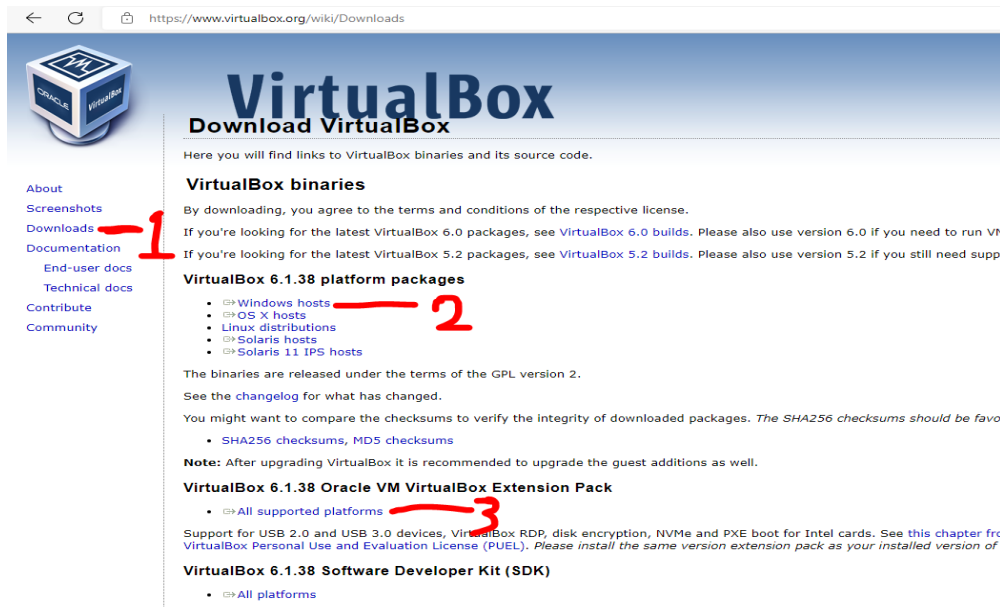 https://www.virtualbox.org/wiki/Downloads
ORACLE
VirtualBox
VirtualBox
Download VirtualBox
Here you will find links to VirtualBox binaries and its source code.
About
Screenshots
Downloads
Documentation
End-user docs
Technical docs
Contribute
Community
1
VirtualBox binaries
By downloading, you agree to the terms and conditions of the respective license.
If you're looking for the latest VirtualBox 6.0 packages, see VirtualBox 6.0 builds. Please also use version 6.0 if you need to run
If you're looking for the latest VirtualBox 5.2 packages, see VirtualBox 5.2 builds. Please also use version 5.2 if you still need
VirtualBox 6.1.38 platform packages
Windows hosts
2
OS X hosts
Linux distributions
Solaris hosts
Solaris 11 IPS hosts
The binaries are released under the terms of the GPL version 2.
See the changelog for what has changed.
You might want to compare the checksums to verify the integrity of downloaded packages. The SHA256 checksums should be
SHA256 checksums, MD5 checksums
Note: After upgrading VirtualBox it is recommended to upgrade the guest additions as well.
VirtualBox 6.1.38 Oracle VM VirtualBox Extension Pack
All supported platforms
3
Support for USB 2.0 and USB 3.0 devices, VirtualBox RDP, disk encryption, NVMe and PXE boot for Intel cards. See this chapter
VirtualBox Personal Use and Evaluation License (PUEL). Please install the same version extension pack as your installed version of
VirtualBox 6.1.38 Software Developer Kit (SDK)
All platforms